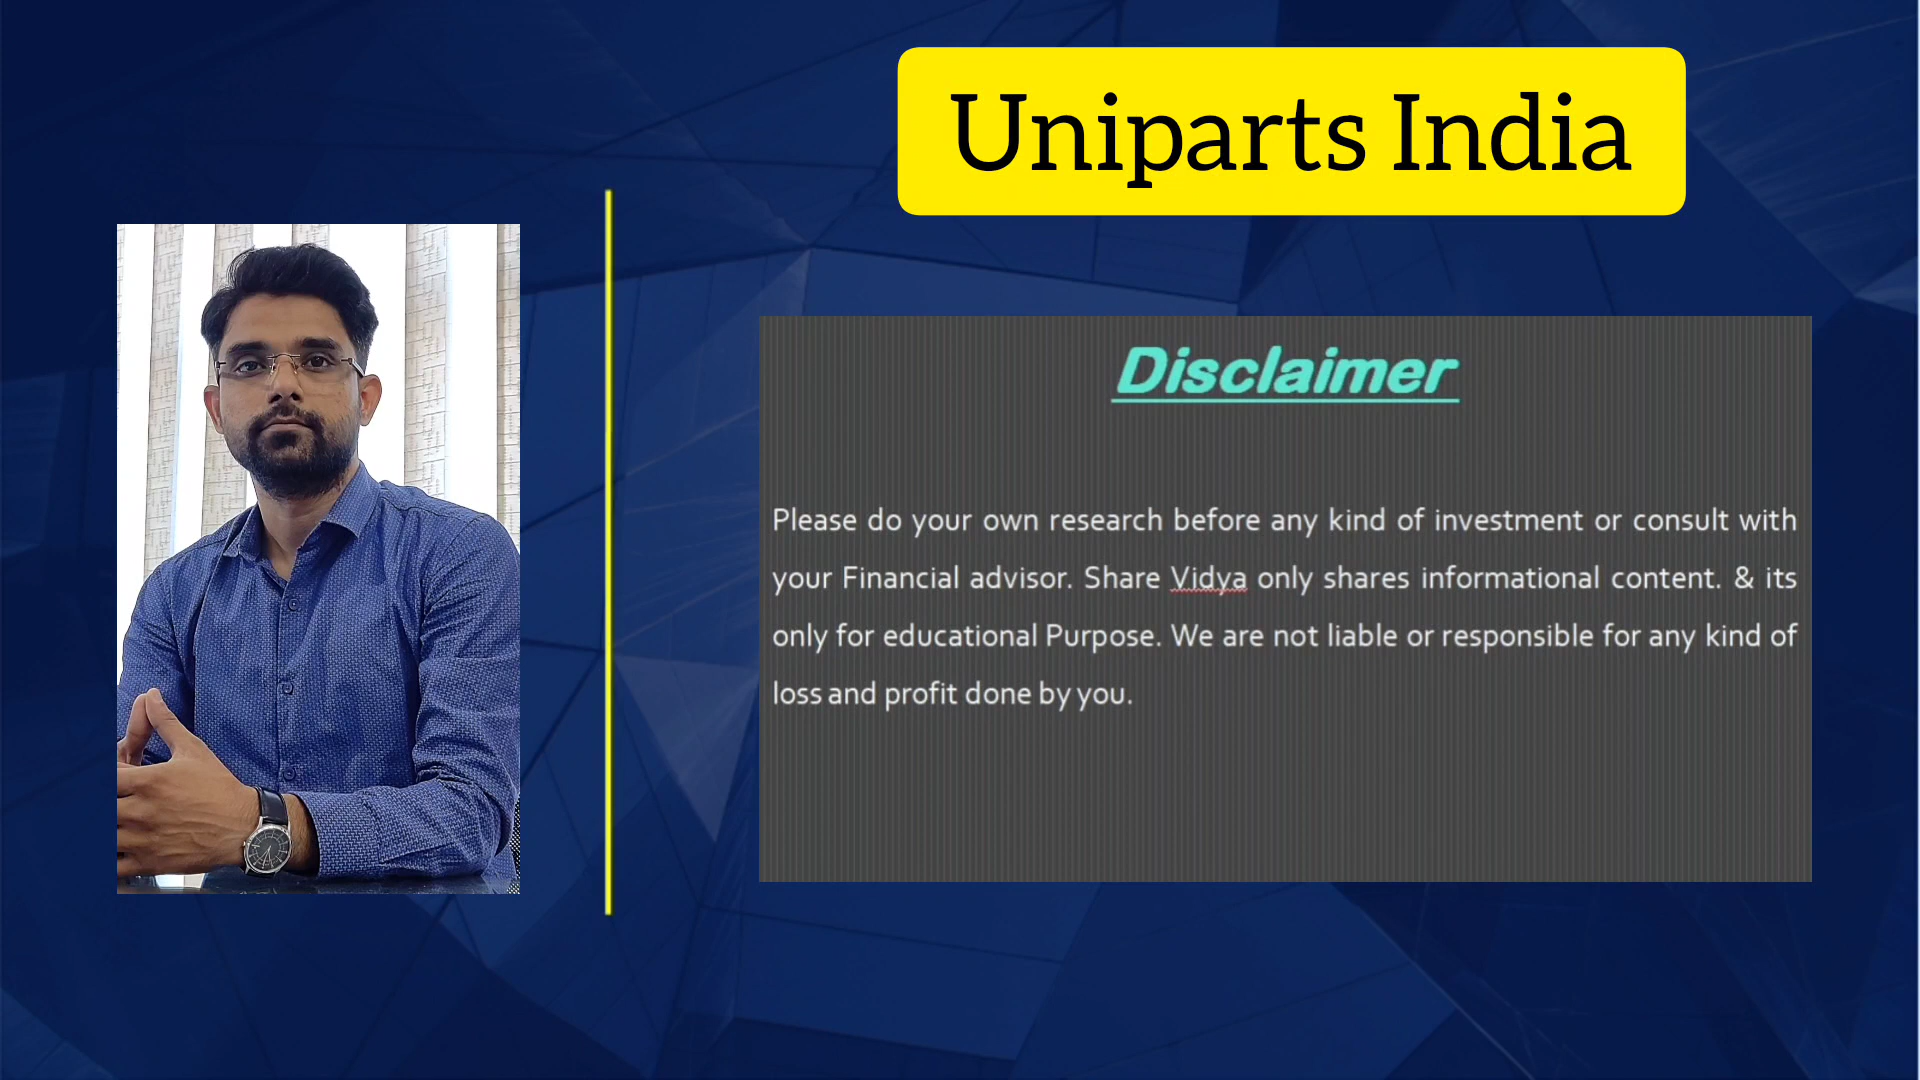 Uniparts India
Disclaimer
Please do your own research before any kind of investment or consult with
your Financial advisor. Share Vidya only shares informational content. & its
only for educational Purpose. We are not liable or responsible for any kind of
loss and profit done by you.